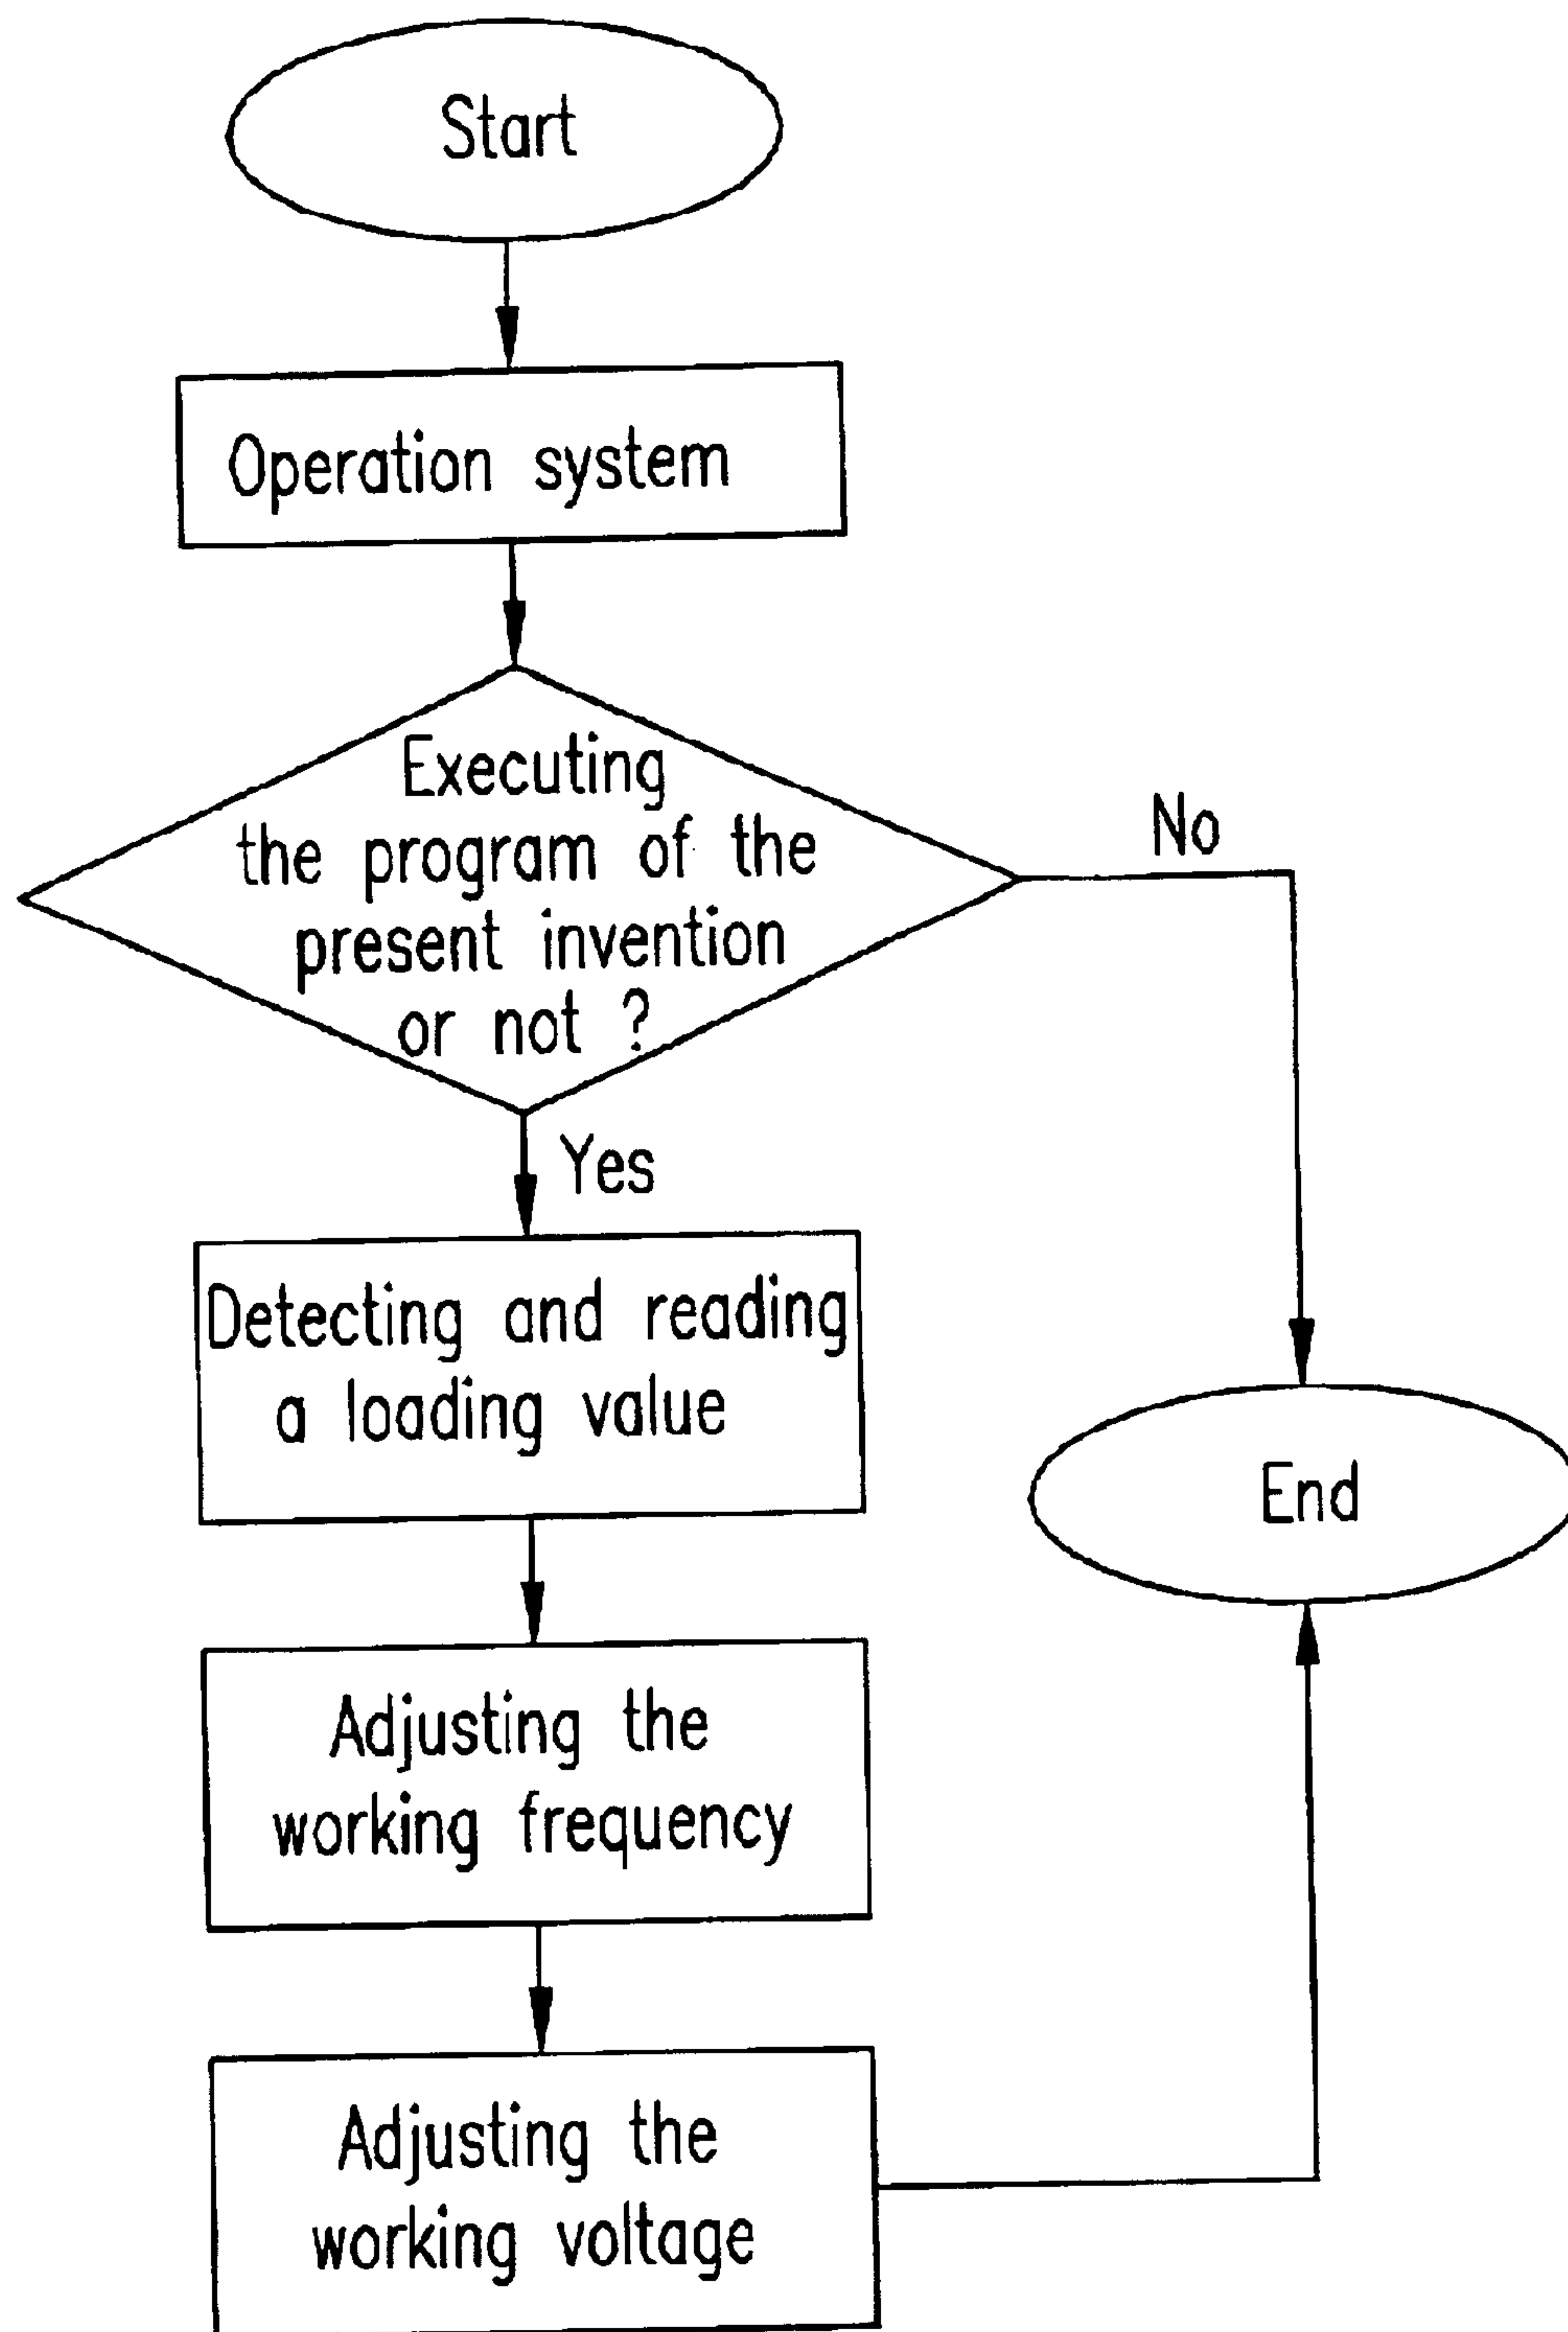 Start
Operation system
Executing
the program of the
present invention
or not ?
No
Yes
Detecting and reading
a loading value
End
Adjusting the
working frequency
Adjusting the
working voltage